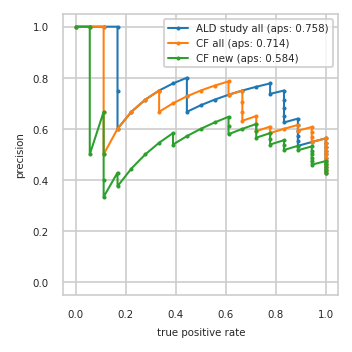 ALD study all (aps: 0.758)
CF all (aps: 0.714)
CF new (aps: 0.584)
1.0
0.8
0.6
0.4
0.2
0.0
precision
0.0 0.2 0.4 0.6 0.8 1.0
true positive rate